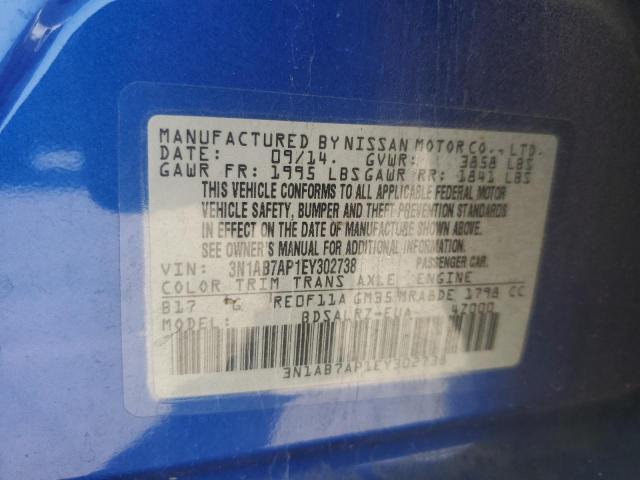 MANUFACTURED BY NISSAN MOTOR CO., LTD.
DATE: 09/14. GVWR: 3858 LBS
GAWR FR: 1995 LBS GAWR RR: 1841 LBS
THIS VEHICLE CONFORMS TO ALL APPLICABLE FEDERAL MOTOR
VEHICLE SAFETY, BUMPER AND THEFT PREVENTION STANDARDS
IN EFFECT ON THE DATE OF MANUFACTURE SHOWN ABOVE.
SEE OWNER'S MANUAL FOR ADDITIONAL INFORMATION.
VIN: 3N1AB7AP1EY302738 PASSENGER CAR.
COLOR TRIM TRANS AXLE ENGINE
B17 G RE0F11A GM35 MRA8DE 1798 CC
MODEL: BDSALRZ-EUA 4Z000
3N1AB7AP1EY302738